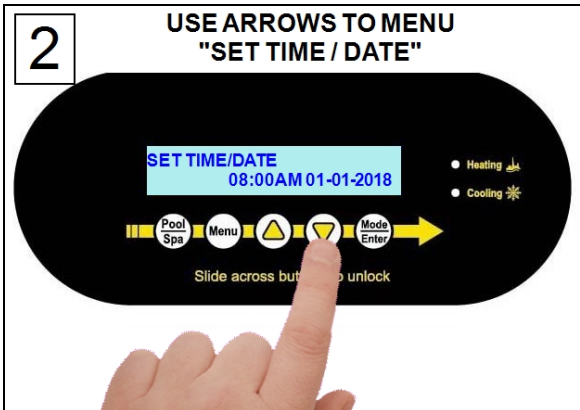 2
USE ARROWS TO MENU
"SET TIME / DATE"
SET TIME/DATE
08:00AM 01-01-2018
Heating
Cooling
Pool
Spa
Menu
Mode
Enter
Slide across but o unlock